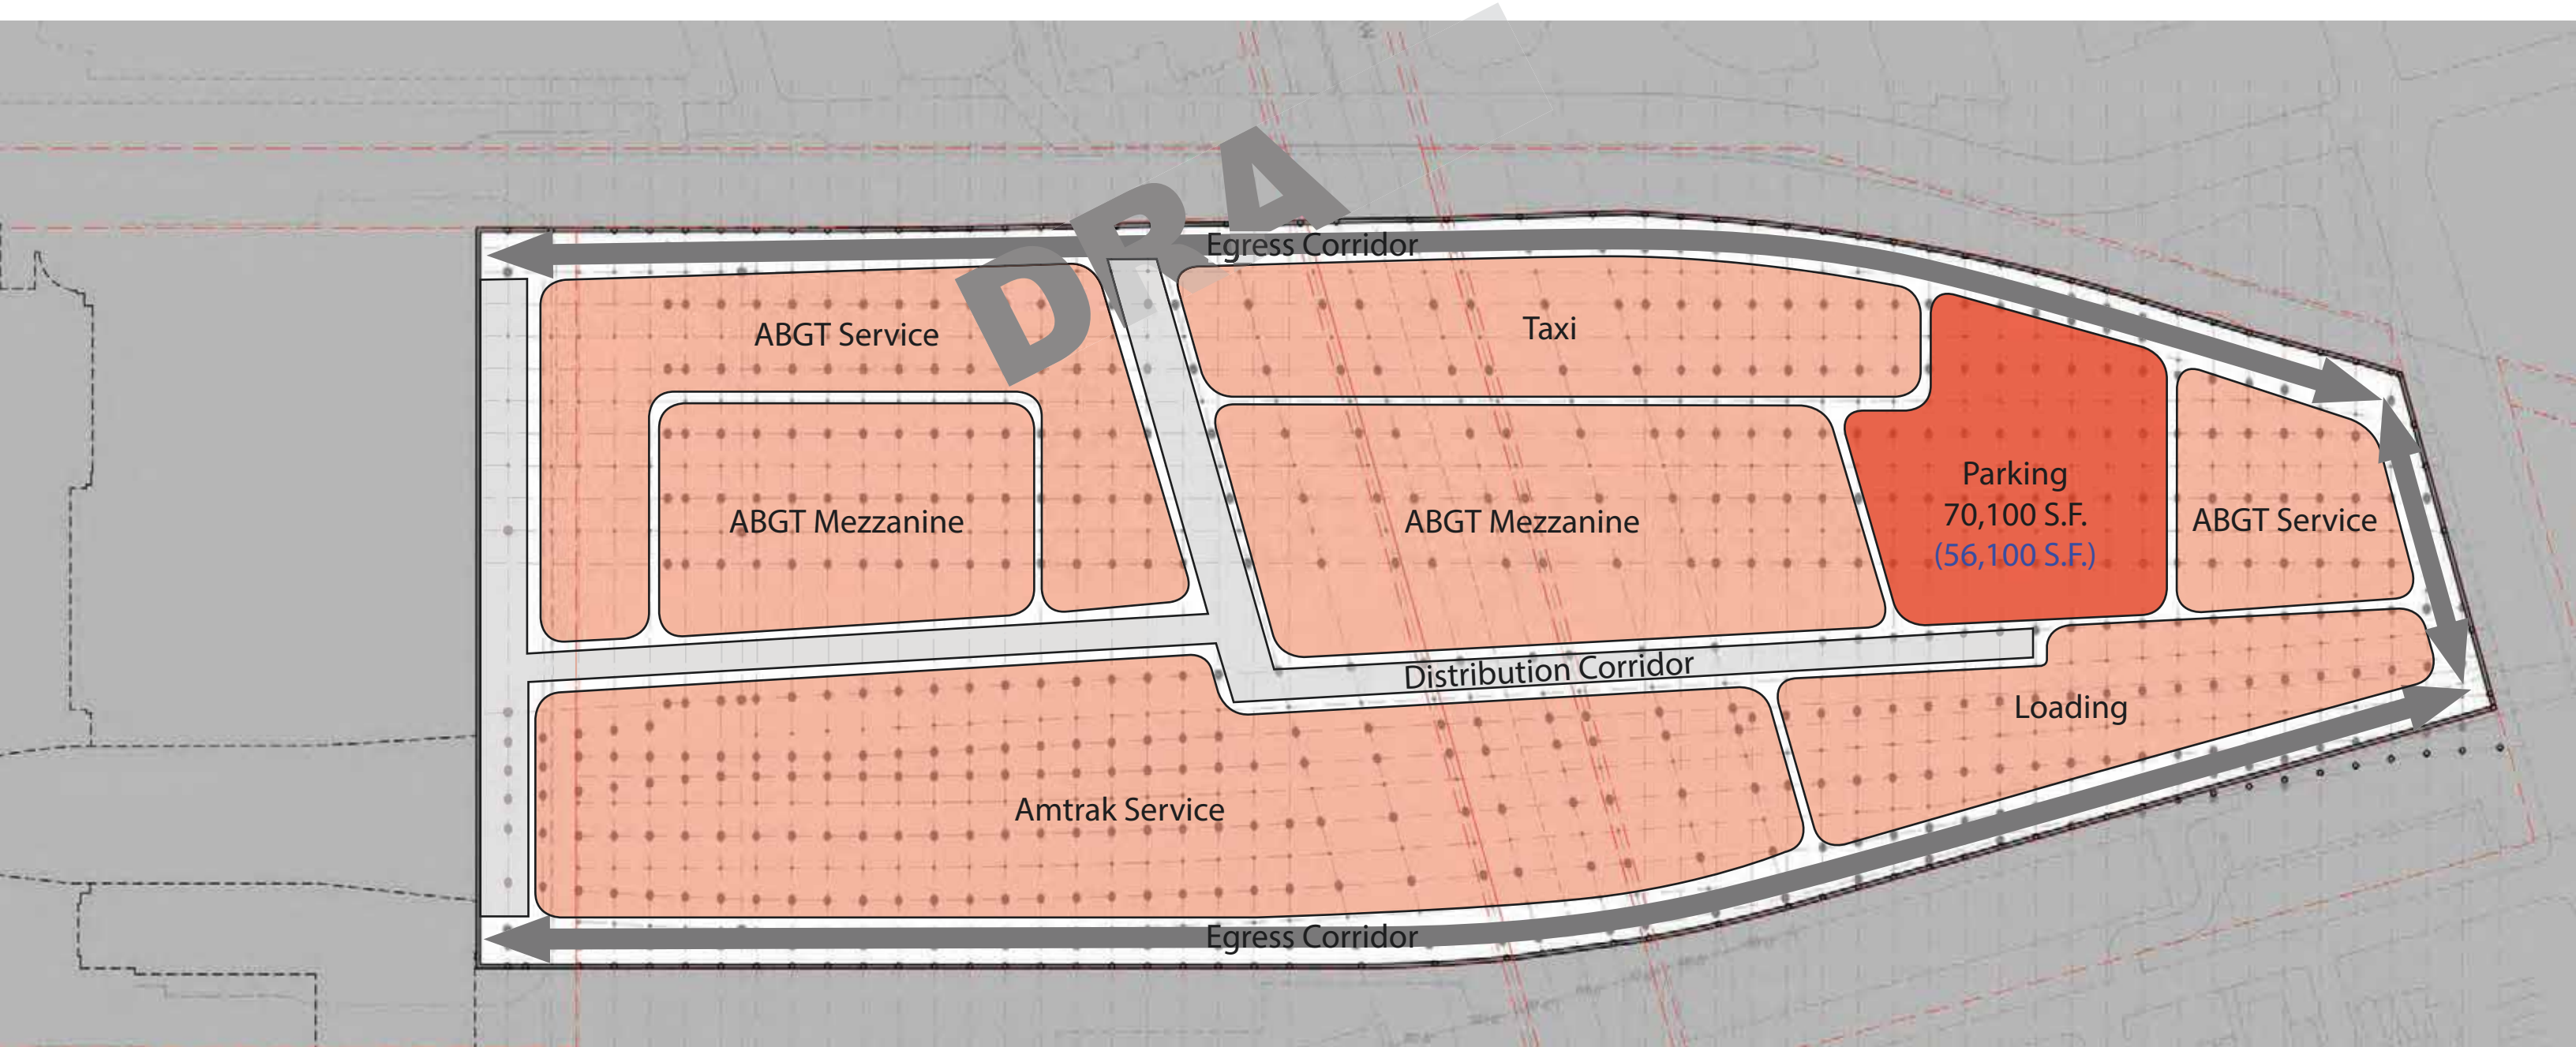 DRA
Egress Corridor
ABGT Service
Taxi
ABGT Mezzanine
ABGT Mezzanine
Parking
70,100 S.F.
(56,100 S.F.)
ABGT Service
Distribution Corridor
Loading
Amtrak Service
Egress Corridor